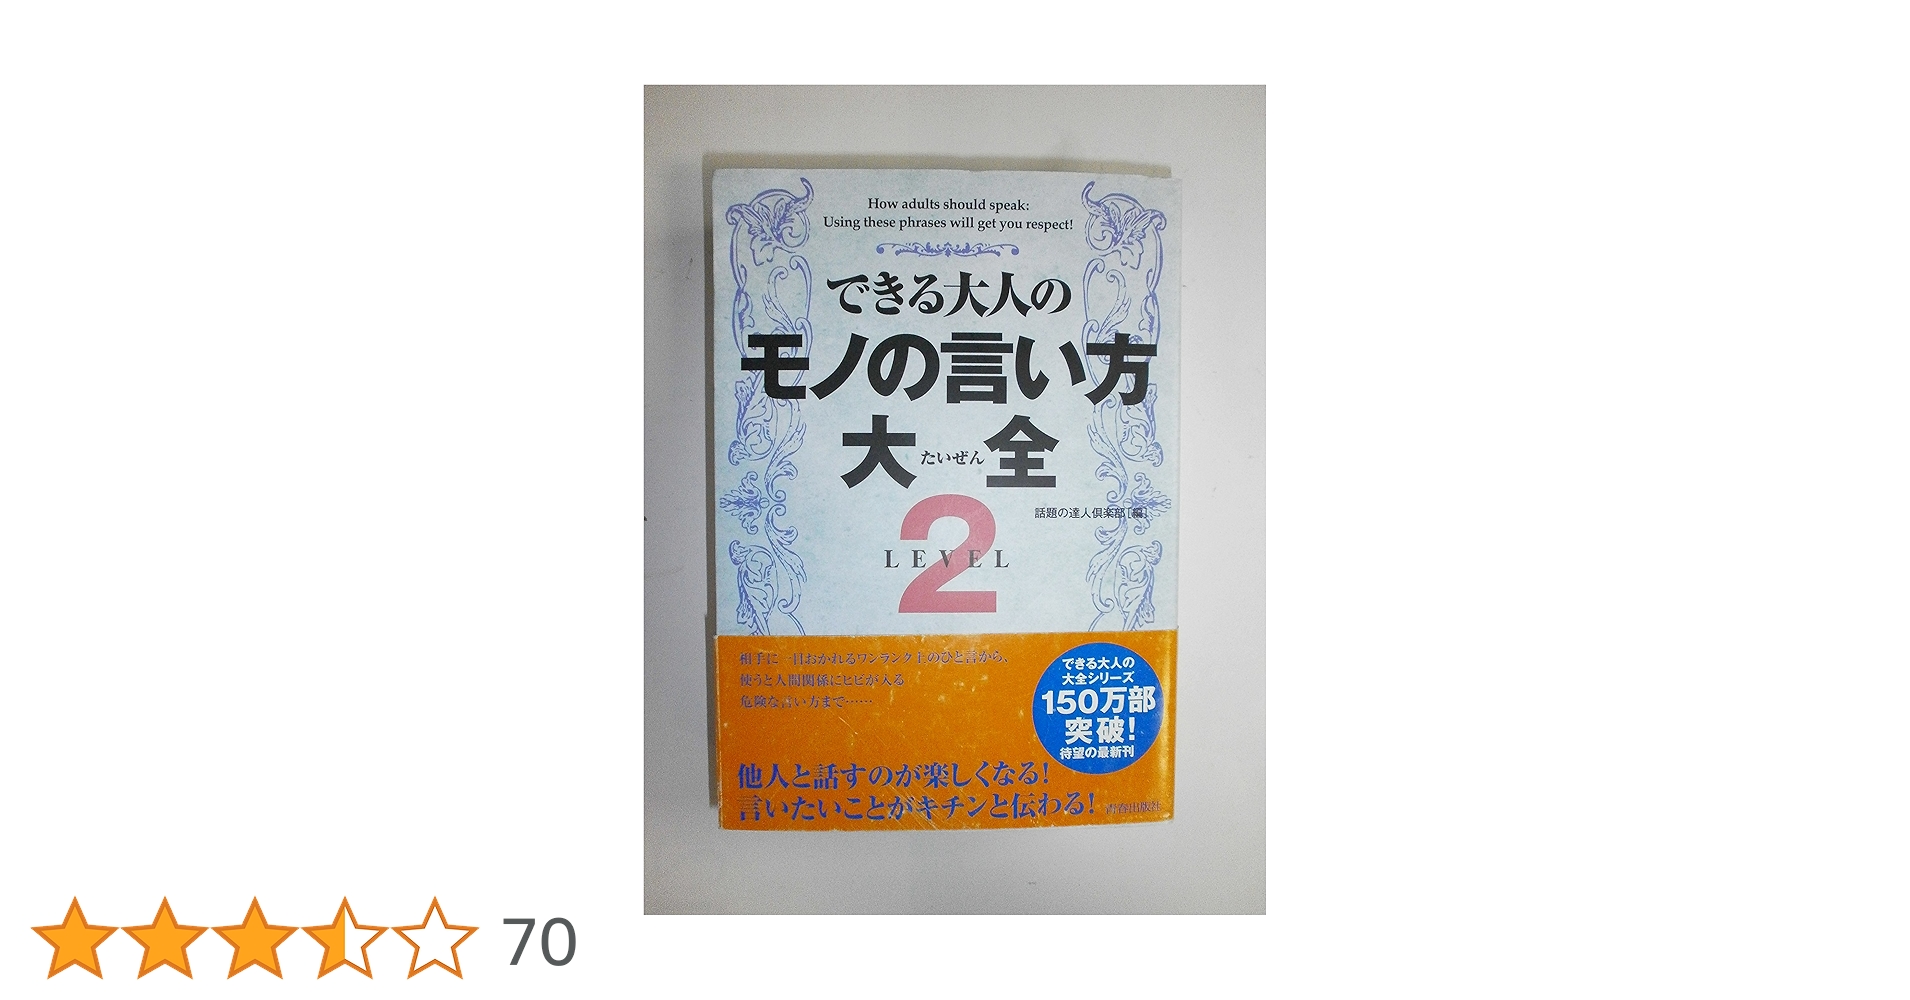 How adults should speak:
Using these phrases will get you respect!
できる大人の
モノの言い方
大全
たいぜん
話題の達人倶楽部[編]
LEVEL
2
相手に一目おかれるワンランク上のひと言から、
使うと人間関係にヒビが入る
危険な言い方まで……
できる大人の
大全シリーズ
150万部
突破!
待望の最新刊
他人と話すのが楽しくなる!
言いたいことがキチンと伝わる!
青春出版社
70